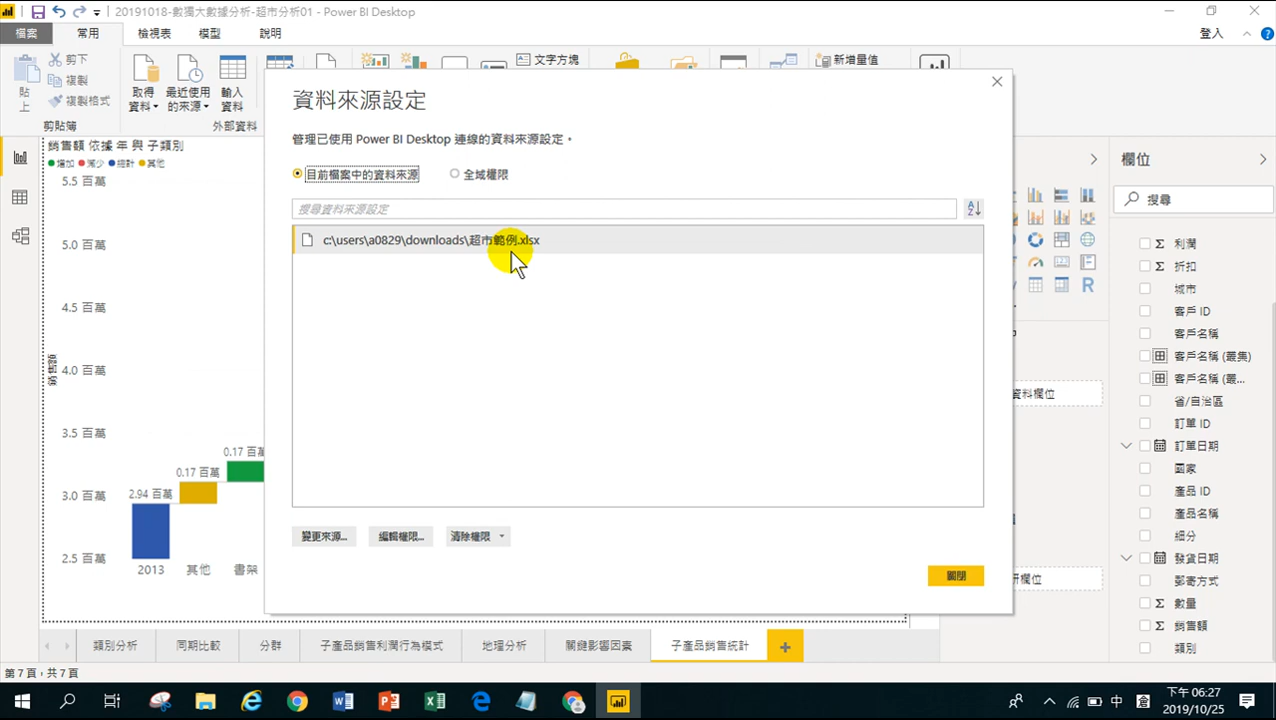 20191018-數獨大數據分析-超市分析01 - Power BI Desktop
檔案 常用 檢視表 模型 說明 登入
貼上
剪下
複製
複製格式
剪貼簿
取得資料
最近使用的來源
輸入資料
外部資料
文字方塊
新增量值
銷售額 依據 年 與 子類別
增加 減少 總計 其他
5.5 百萬
5.0 百萬
4.5 百萬
4.0 百萬
3.5 百萬
3.0 百萬
2.5 百萬
銷售額
2.94 百萬
0.17 百萬
0.17 百萬
2013 其他 書架
資料來源設定
管理已使用 Power BI Desktop 連線的資料來源設定。
目前檔案中的資料來源 全域權限
搜尋資料來源設定
c:\users\a0829\downloads\超市範例.xlsx
變更來源... 編輯權限... 清除權限
關閉
資料欄位
欄位
搜尋
利潤
折扣
城市
客戶 ID
客戶名稱
客戶名稱 (叢集)
客戶名稱 (叢...
省/自治區
訂單 ID
訂單日期
國家
產品 ID
產品名稱
細分
發貨日期
郵寄方式
數量
銷售額
類別
類別分析 同期比較 分群 子產品銷售利潤行為模式 地理分析 關鍵影響因素 子產品銷售統計
第 7 頁，共 7 頁
中
下午 06:27
2019/10/25